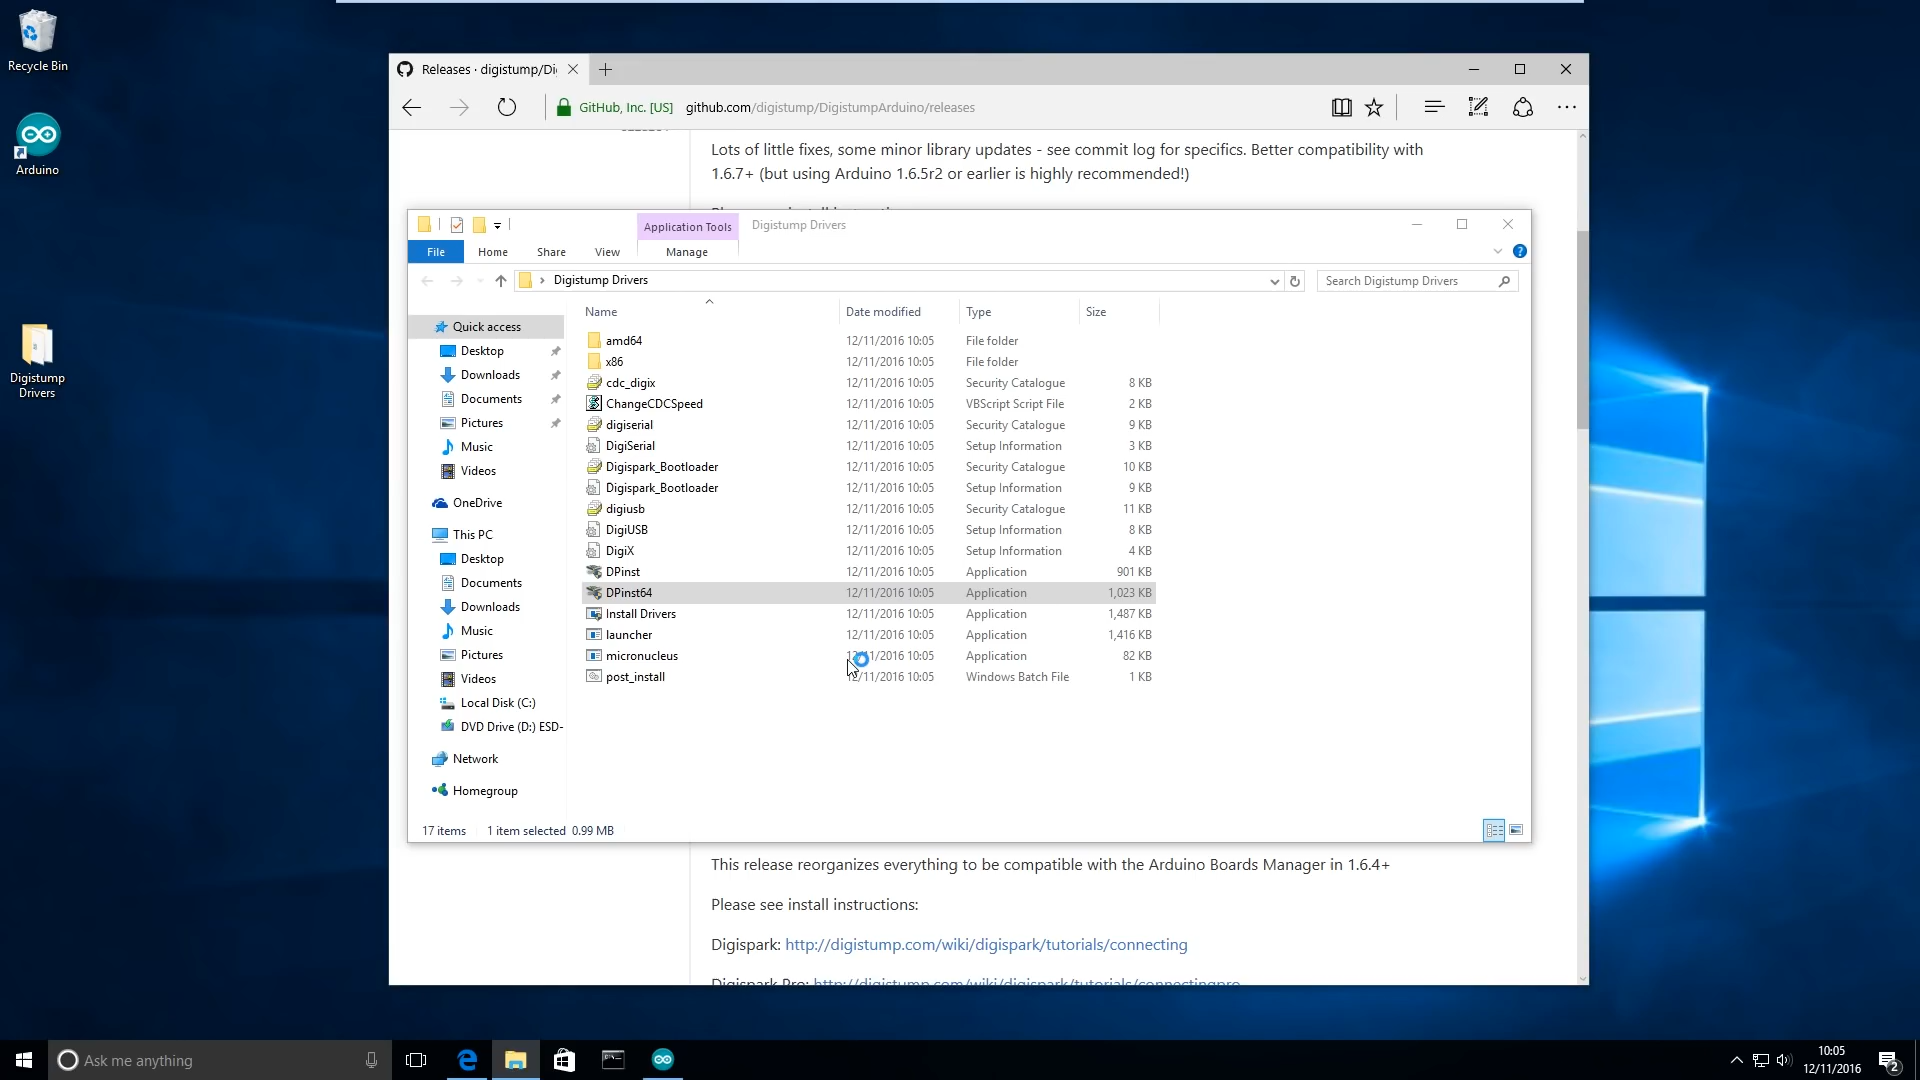 Recycle Bin
Arduino
Digistump
Drivers
Releases · digistump/Di
GitHub, Inc. [US] github.com/digistump/DigistumpArduino/releases
Lots of little fixes, some minor library updates - see commit log for specifics. Better compatibility with
1.6.7+ (but using Arduino 1.6.5r2 or earlier is highly recommended!)
Application Tools Digistump Drivers
File Home Share View Manage
Digistump Drivers
Search Digistump Drivers
Name Date modified Type Size
Quick access
Desktop
Downloads
Documents
Pictures
Music
Videos
OneDrive
This PC
Desktop
Documents
Downloads
Music
Pictures
Videos
Local Disk (C:)
DVD Drive (D:) ESD-
Network
Homegroup
amd64 12/11/2016 10:05 File folder
x86 12/11/2016 10:05 File folder
cdc_digix 12/11/2016 10:05 Security Catalogue 8 KB
ChangeCDCSpeed 12/11/2016 10:05 VBScript Script File 2 KB
digiserial 12/11/2016 10:05 Security Catalogue 9 KB
DigiSerial 12/11/2016 10:05 Setup Information 3 KB
Digispark_Bootloader 12/11/2016 10:05 Security Catalogue 10 KB
Digispark_Bootloader 12/11/2016 10:05 Setup Information 9 KB
digiusb 12/11/2016 10:05 Security Catalogue 11 KB
DigiUSB 12/11/2016 10:05 Setup Information 8 KB
DigiX 12/11/2016 10:05 Setup Information 4 KB
DPinst 12/11/2016 10:05 Application 901 KB
DPinst64 12/11/2016 10:05 Application 1,023 KB
Install Drivers 12/11/2016 10:05 Application 1,487 KB
launcher 12/11/2016 10:05 Application 1,416 KB
micronucleus 10:05 Application 82 KB
post_install 12/11/2016 10:05 Windows Batch File 1 KB
17 items 1 item selected 0.99 MB
This release reorganizes everything to be compatible with the Arduino Boards Manager in 1.6.4+
Please see install instructions:
Digispark: http://digistump.com/wiki/digispark/tutorials/connecting
Digispark Pro: http://digistump.com/wiki/digispark/tutorials/connectingpro
Ask me anything
10:05
12/11/2016
2